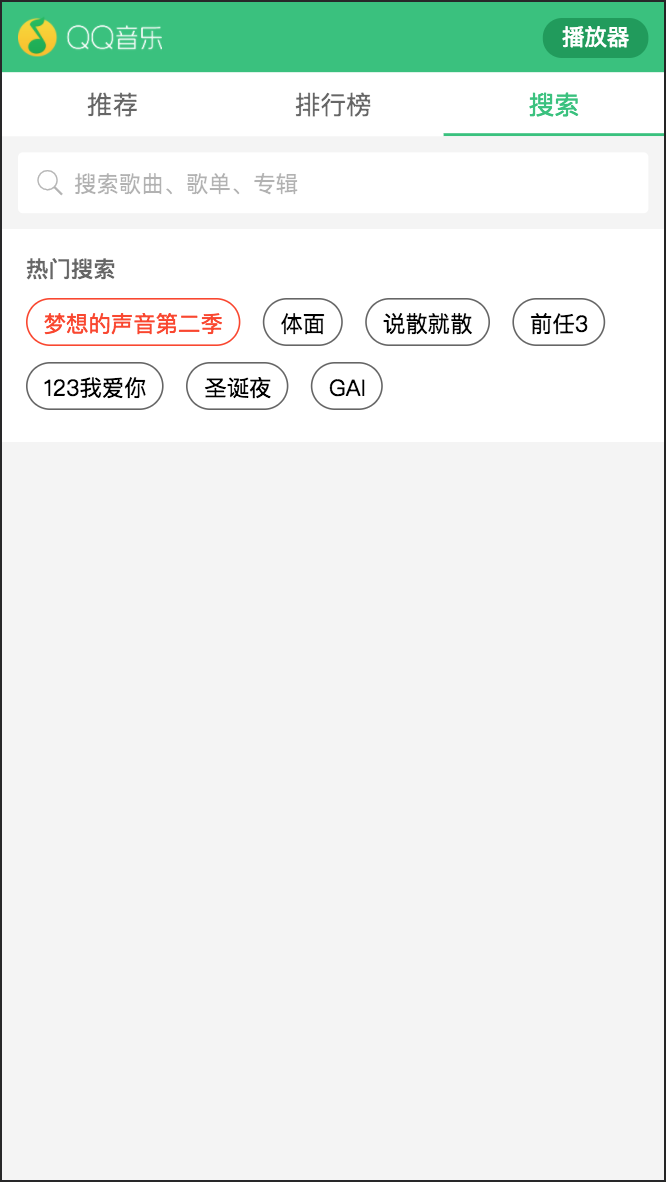 QQ音乐 播放器
推荐 排行榜 搜索
搜索歌曲、歌单、专辑
热门搜索
梦想的声音第二季 体面 说散就散 前任3
123我爱你 圣诞夜 GAI